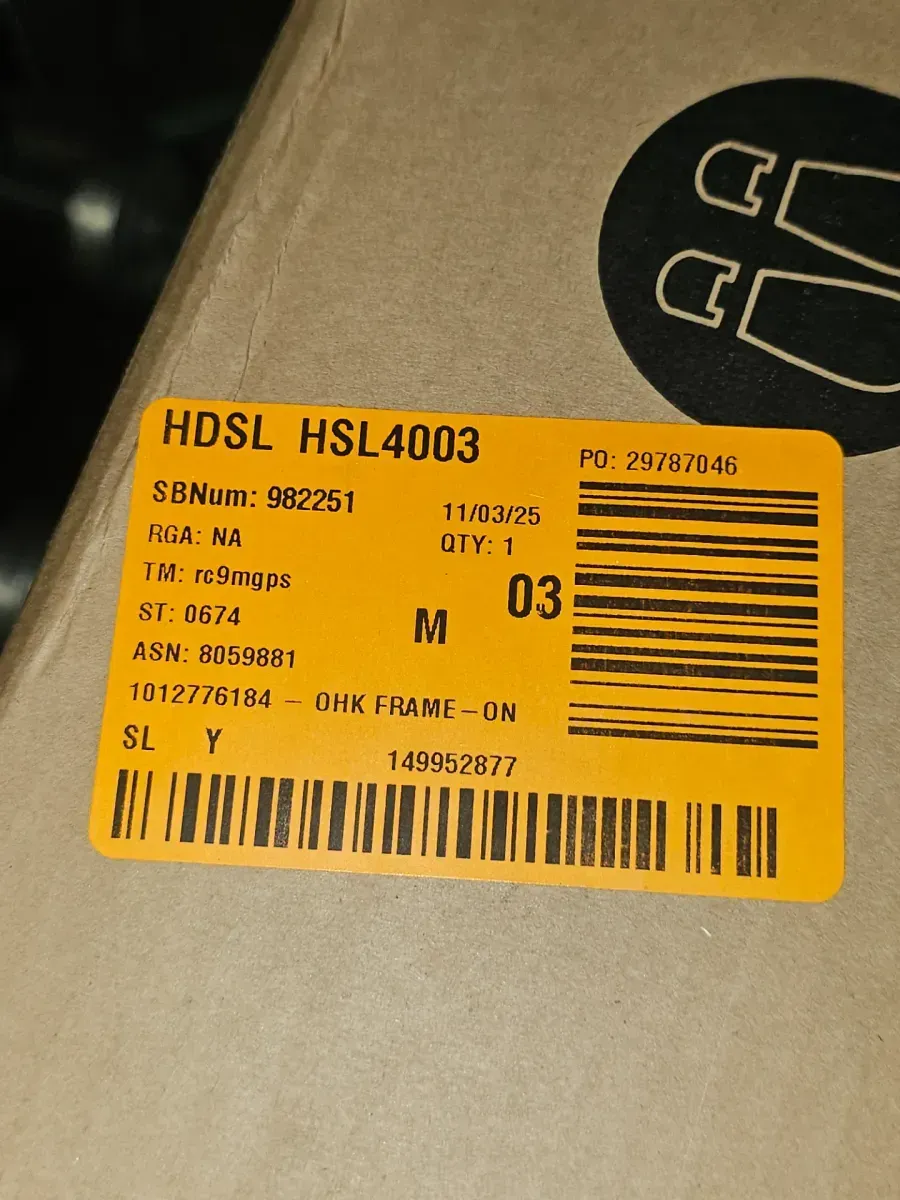 HDSL HSL4003
PO: 29787046
SBNum: 982251
11/03/25
RGA: NA
QTY: 1
TM: rc9mgps
03
ST: 0674
M
ASN: 8059881
1012776184 - OHK FRAME-ON
SL Y
149952877